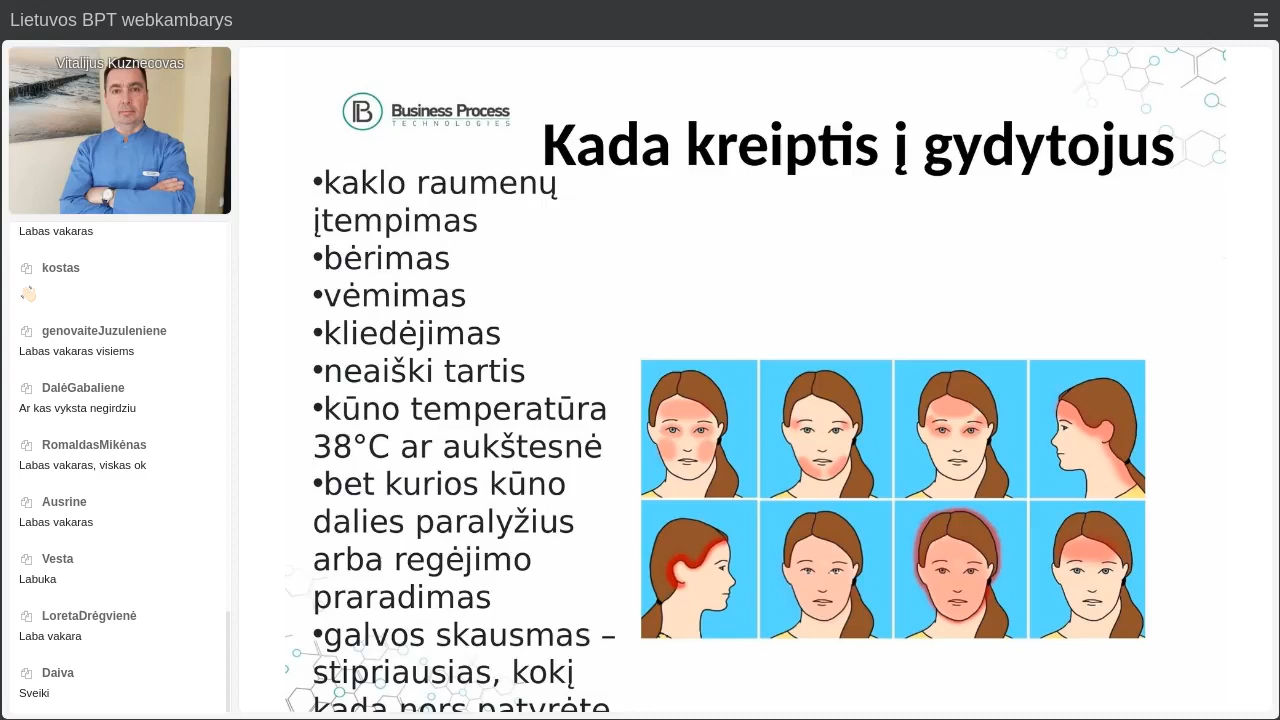 Lietuvos BPT webkambarys
Vitalijus Kuznecovas
Labas vakaras
kostas
genovaiteJuzuleniene
Labas vakaras visiems
DalėGabaliene
Ar kas vyksta negirdziu
RomaldasMikėnas
Labas vakaras, viskas ok
Ausrine
Labas vakaras
Vesta
Labuka
LoretaDrėgvienė
Laba vakara
Daiva
Sveiki
Business Process
TECHNOLOGIES
Kada kreiptis į gydytojus
•kaklo raumenų
įtempimas
•bėrimas
•vėmimas
•kliedėjimas
•neaiški tartis
•kūno temperatūra
38°C ar aukštesnė
•bet kurios kūno
dalies paralyžius
arba regėjimo
praradimas
•galvos skausmas –
stipriausias, kokį
kada nors patyrėte